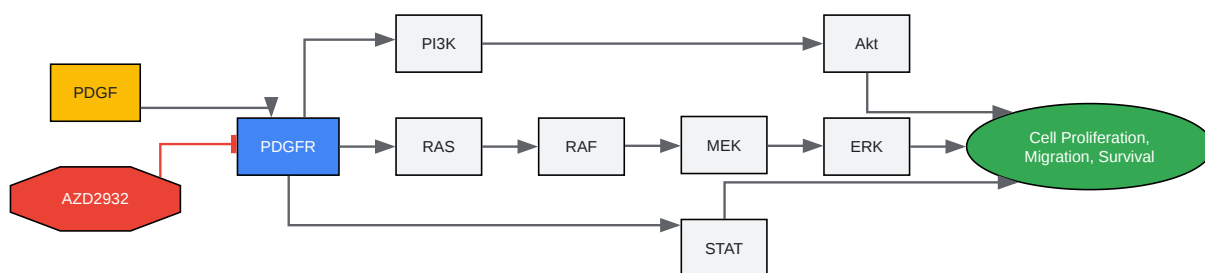 PI3K
Akt
PDGF
PDGFR
RAS
RAF
MEK
ERK
Cell Proliferation,
Migration, Survival
AZD2932
STAT